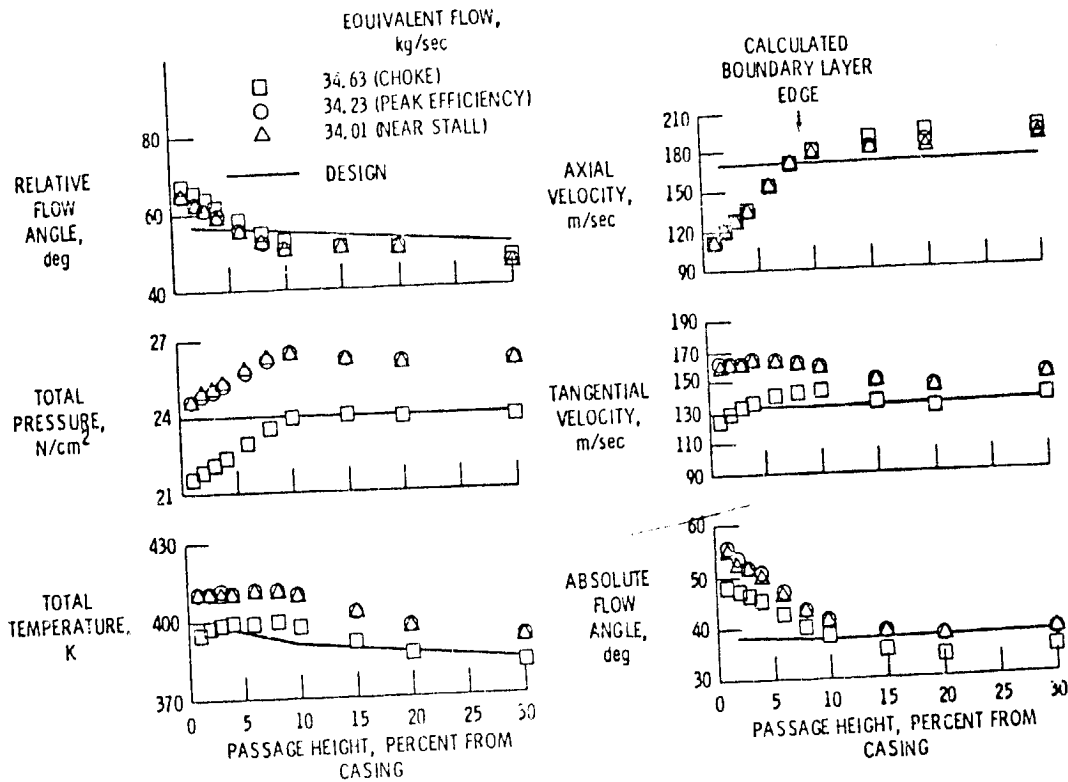 EQUIVALENT FLOW,
kg/sec
34.63 (CHOKE)
34.23 (PEAK EFFICIENCY)
34.01 (NEAR STALL)
DESIGN
RELATIVE
FLOW
ANGLE,
deg
80
60
40
CALCULATED
BOUNDARY LAYER
EDGE
AXIAL
VELOCITY,
m/sec
210
180
150
120
90
TOTAL
PRESSURE,
N/cm2
27
24
21
TANGENTIAL
VELOCITY,
m/sec
190
170
150
130
110
90
TOTAL
TEMPERATURE,
K
430
400
370
0 5 10 15 20 25 30
PASSAGE HEIGHT, PERCENT FROM
CASING
ABSOLUTE
FLOW
ANGLE,
deg
60
50
40
30
0 5 10 15 20 25 30
PASSAGE HEIGHT, PERCENT FROM
CASING